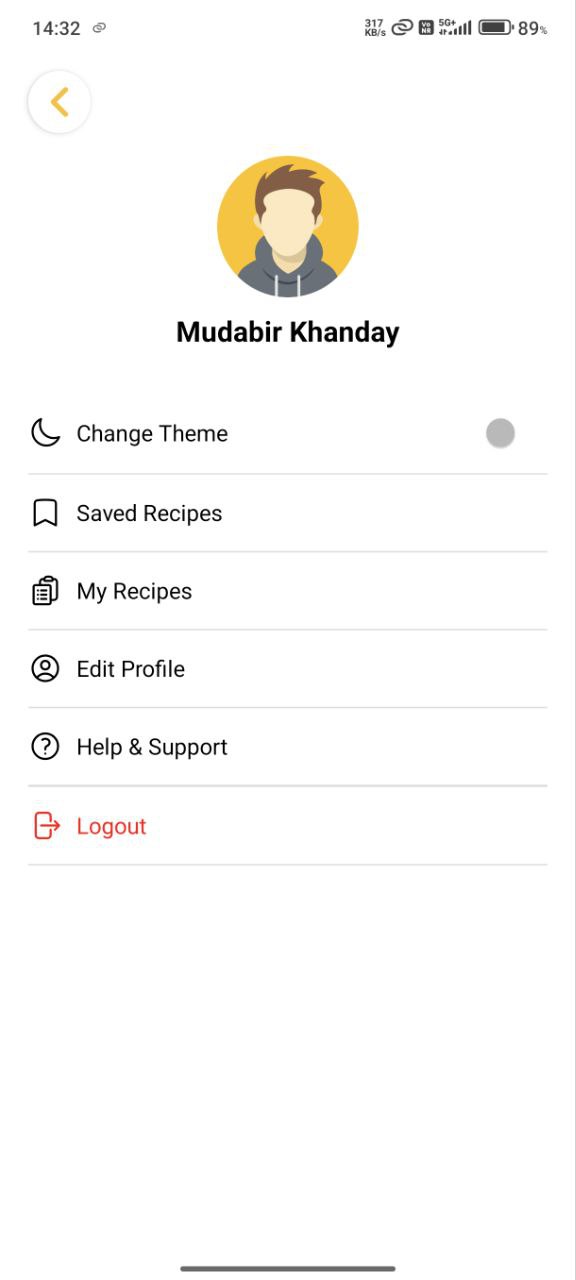 14:32
317 KB/s Vo NR 5G+ 89%
Mudabir Khanday
Change Theme
Saved Recipes
My Recipes
Edit Profile
Help & Support
Logout